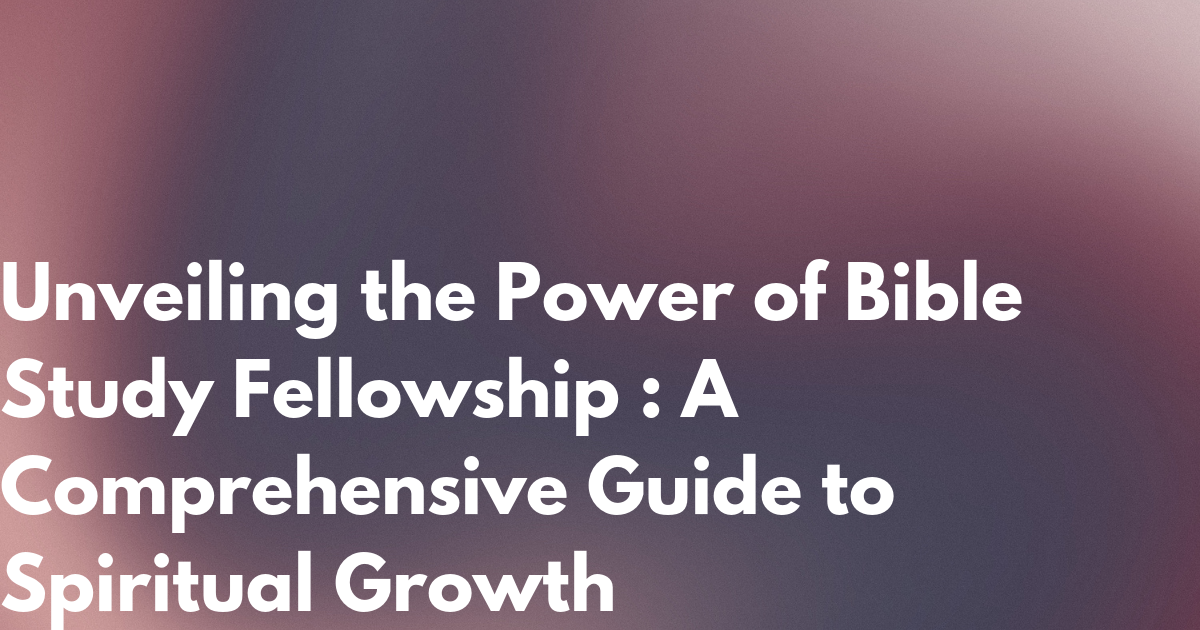 Unveiling the Power of Bible
Study Fellowship : A
Comprehensive Guide to
Spiritual Growth